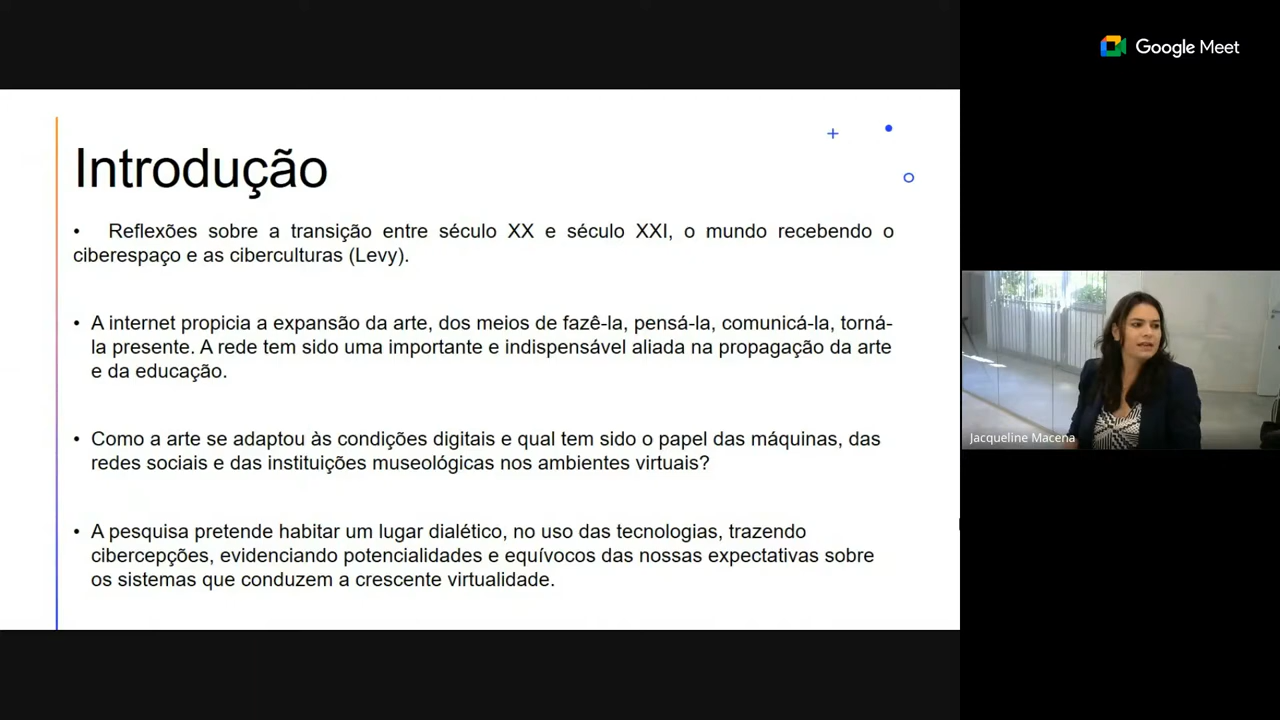 Google Meet
Introdução
• Reflexões sobre a transição entre século XX e século XXI, o mundo recebendo o
ciberespaço e as ciberculturas (Levy).
• A internet propicia a expansão da arte, dos meios de fazê-la, pensá-la, comunicá-la, torná-
la presente. A rede tem sido uma importante e indispensável aliada na propagação da arte
e da educação.
• Como a arte se adaptou às condições digitais e qual tem sido o papel das máquinas, das
redes sociais e das instituições museológicas nos ambientes virtuais?
• A pesquisa pretende habitar um lugar dialético, no uso das tecnologias, trazendo
cibercepções, evidenciando potencialidades e equívocos das nossas expectativas sobre
os sistemas que conduzem a crescente virtualidade.
Jacqueline Macena